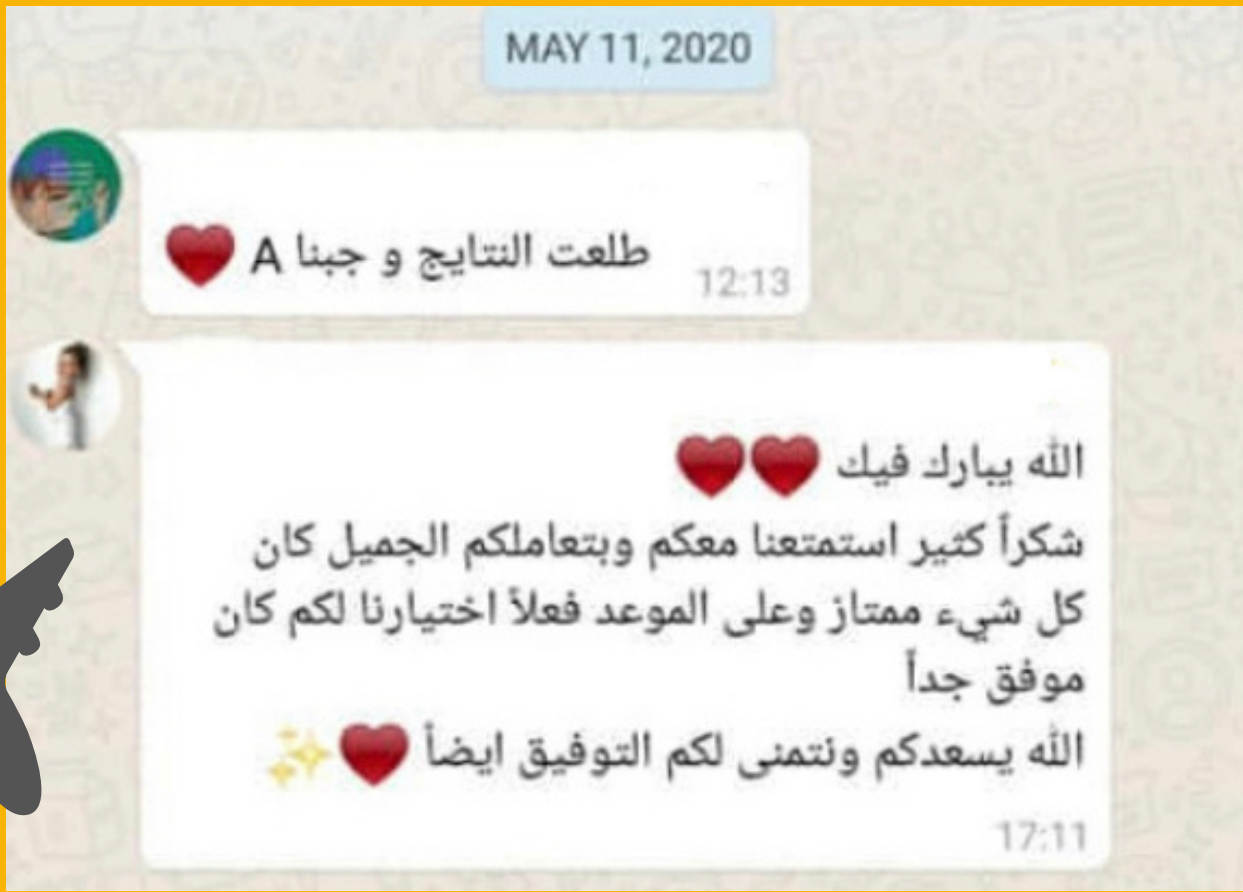 MAY 11, 2020
طلعت النتايج و جبنا A ❤️
12:13
الله يبارك فيك ❤️❤️
شكراً كثير استمتعنا معكم وبتعاملكم الجميل كان
كل شيء ممتاز وعلى الموعد فعلاً اختيارنا لكم كان
موفق جداً
الله يسعدكم ونتمنى لكم التوفيق ايضاً ❤️✨
17:11